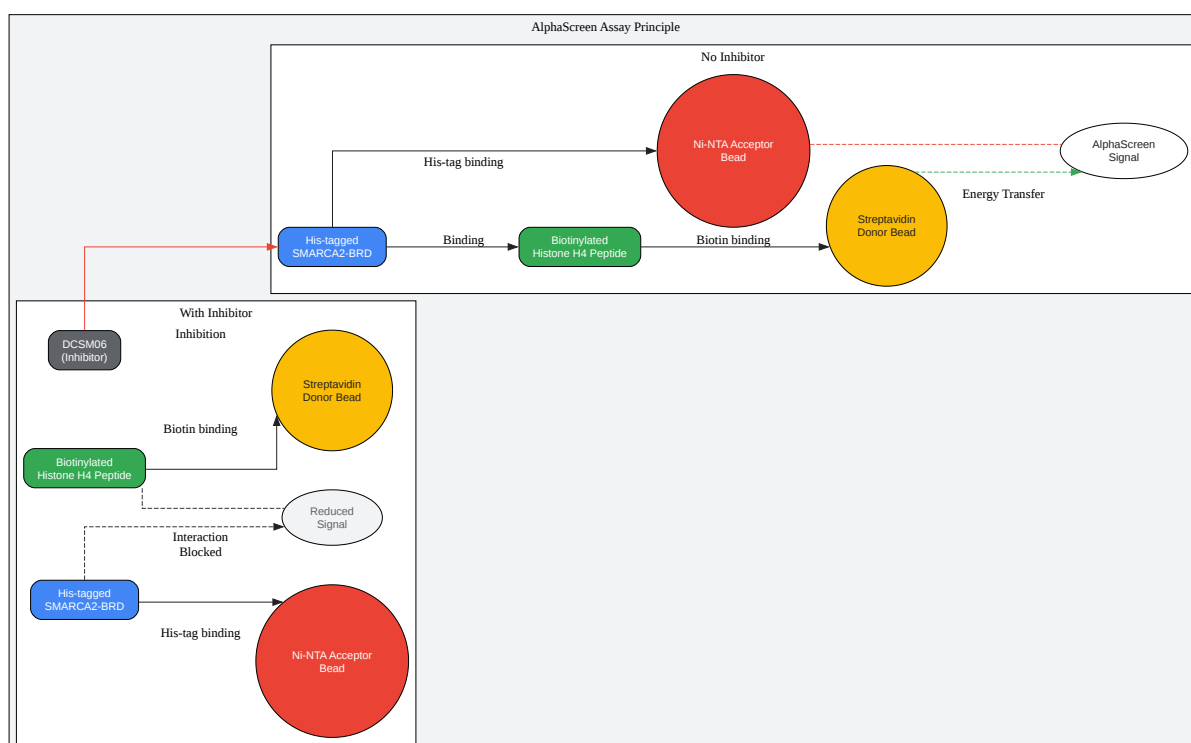 AlphaScreen Assay Principle
No Inhibitor
Ni-NTA Acceptor
Bead
AlphaScreen
Signal
His-tag binding
Energy Transfer
Streptavidin
Donor Bead
His-tagged
SMARCA2-BRD
Binding
Biotinylated
Histone H4 Peptide
Biotin binding
With Inhibitor
Inhibition
DCSM06
(Inhibitor)
Streptavidin
Donor Bead
Biotin binding
Biotinylated
Histone H4 Peptide
Reduced
Signal
Interaction
Blocked
His-tagged
SMARCA2-BRD
His-tag binding
Ni-NTA Acceptor
Bead